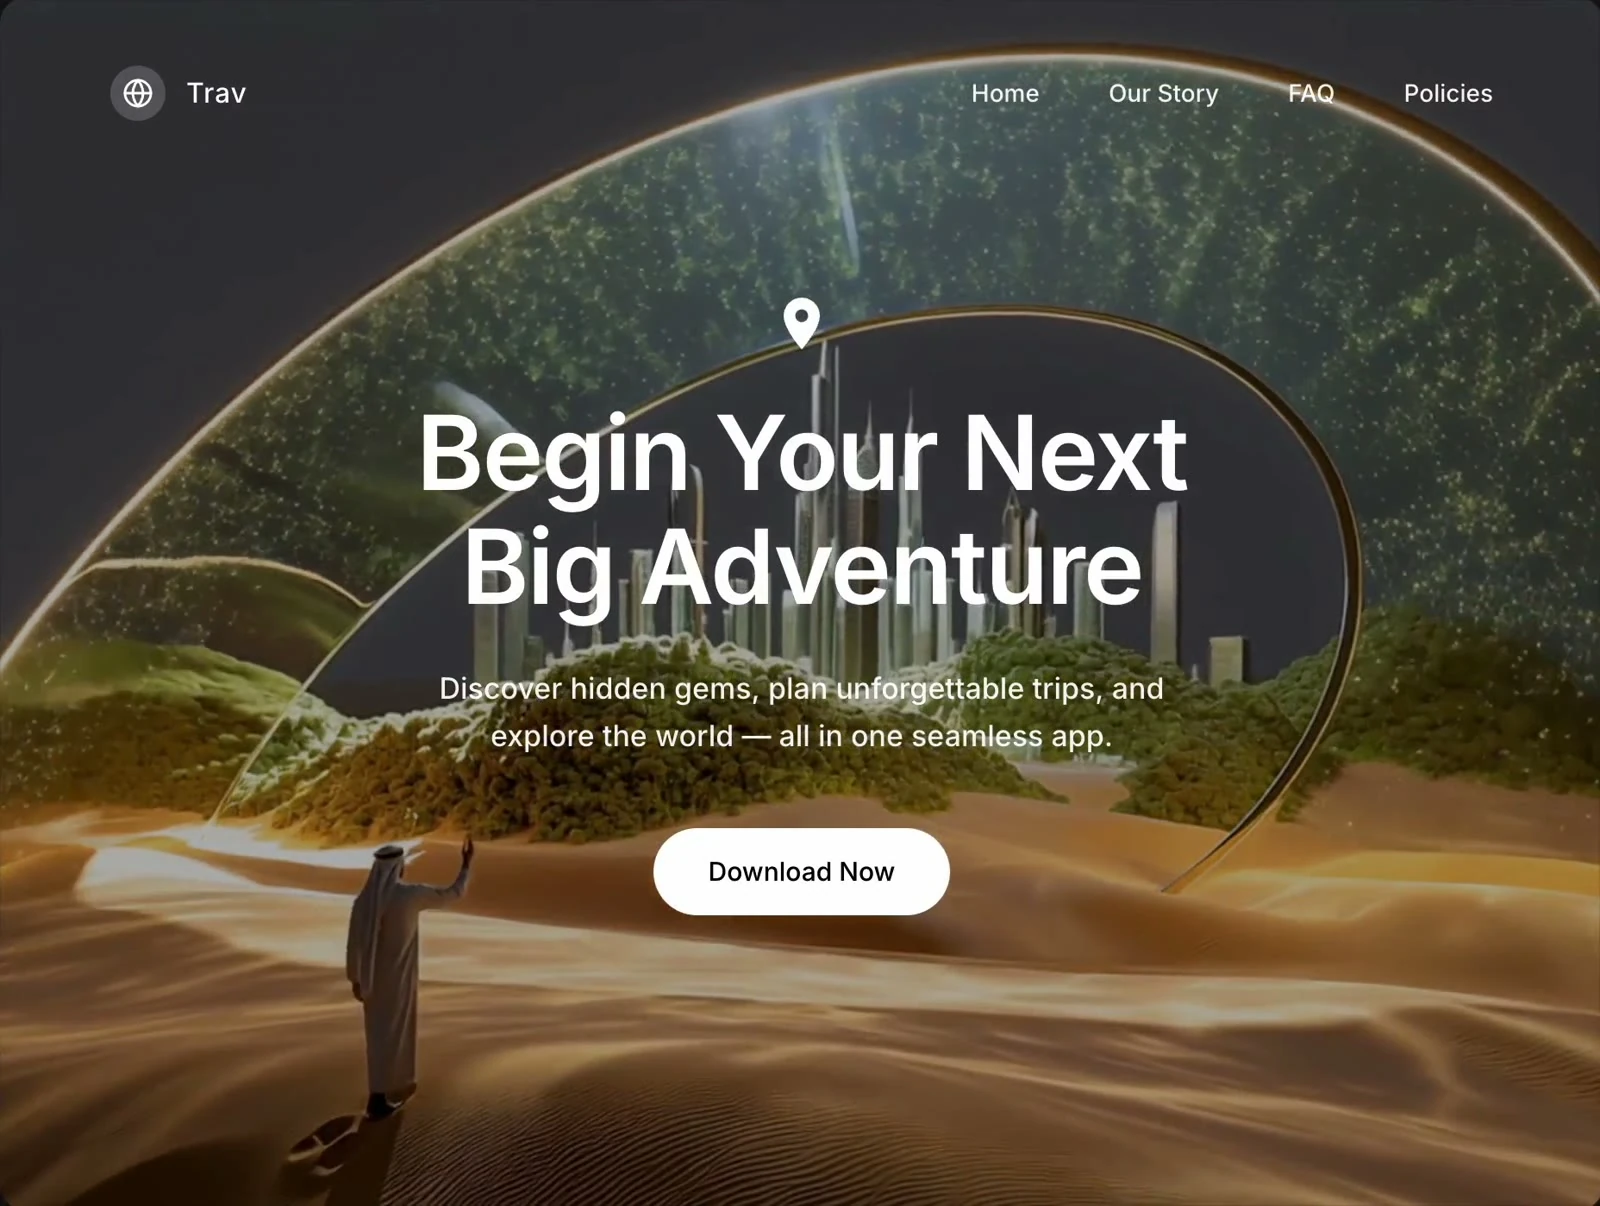 Trav
Home
Our Story
FAQ
Policies
Begin Your Next
Big Adventure
Discover hidden gems, plan unforgettable trips, and
explore the world — all in one seamless app.
Download Now